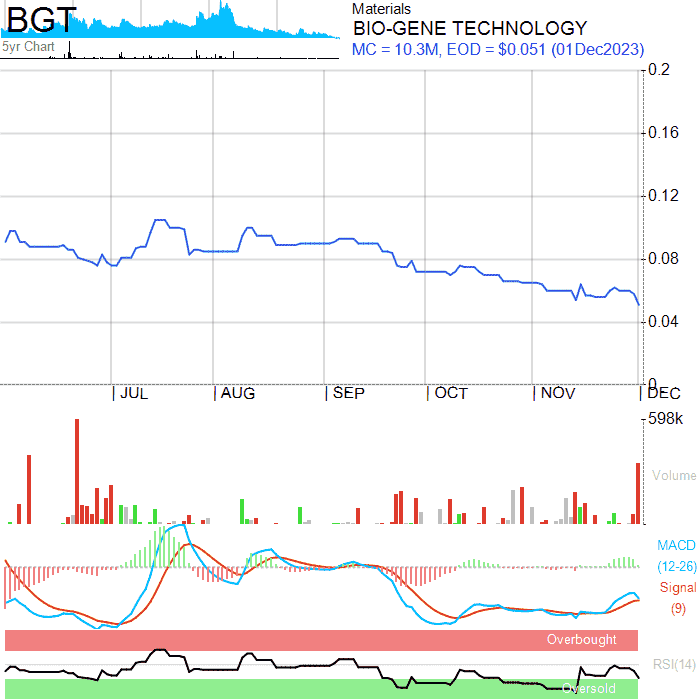 BGT
5yr Chart
Materials
BIO-GENE TECHNOLOGY
MC = 10.3M, EOD = $0.051 (01Dec2023)
0.2
0.16
0.12
0.08
0.04
0
JUL AUG SEP OCT NOV DEC
598k
Volume
MACD
(12-26)
Signal
(9)
Overbought
RSI(14)
Oversold